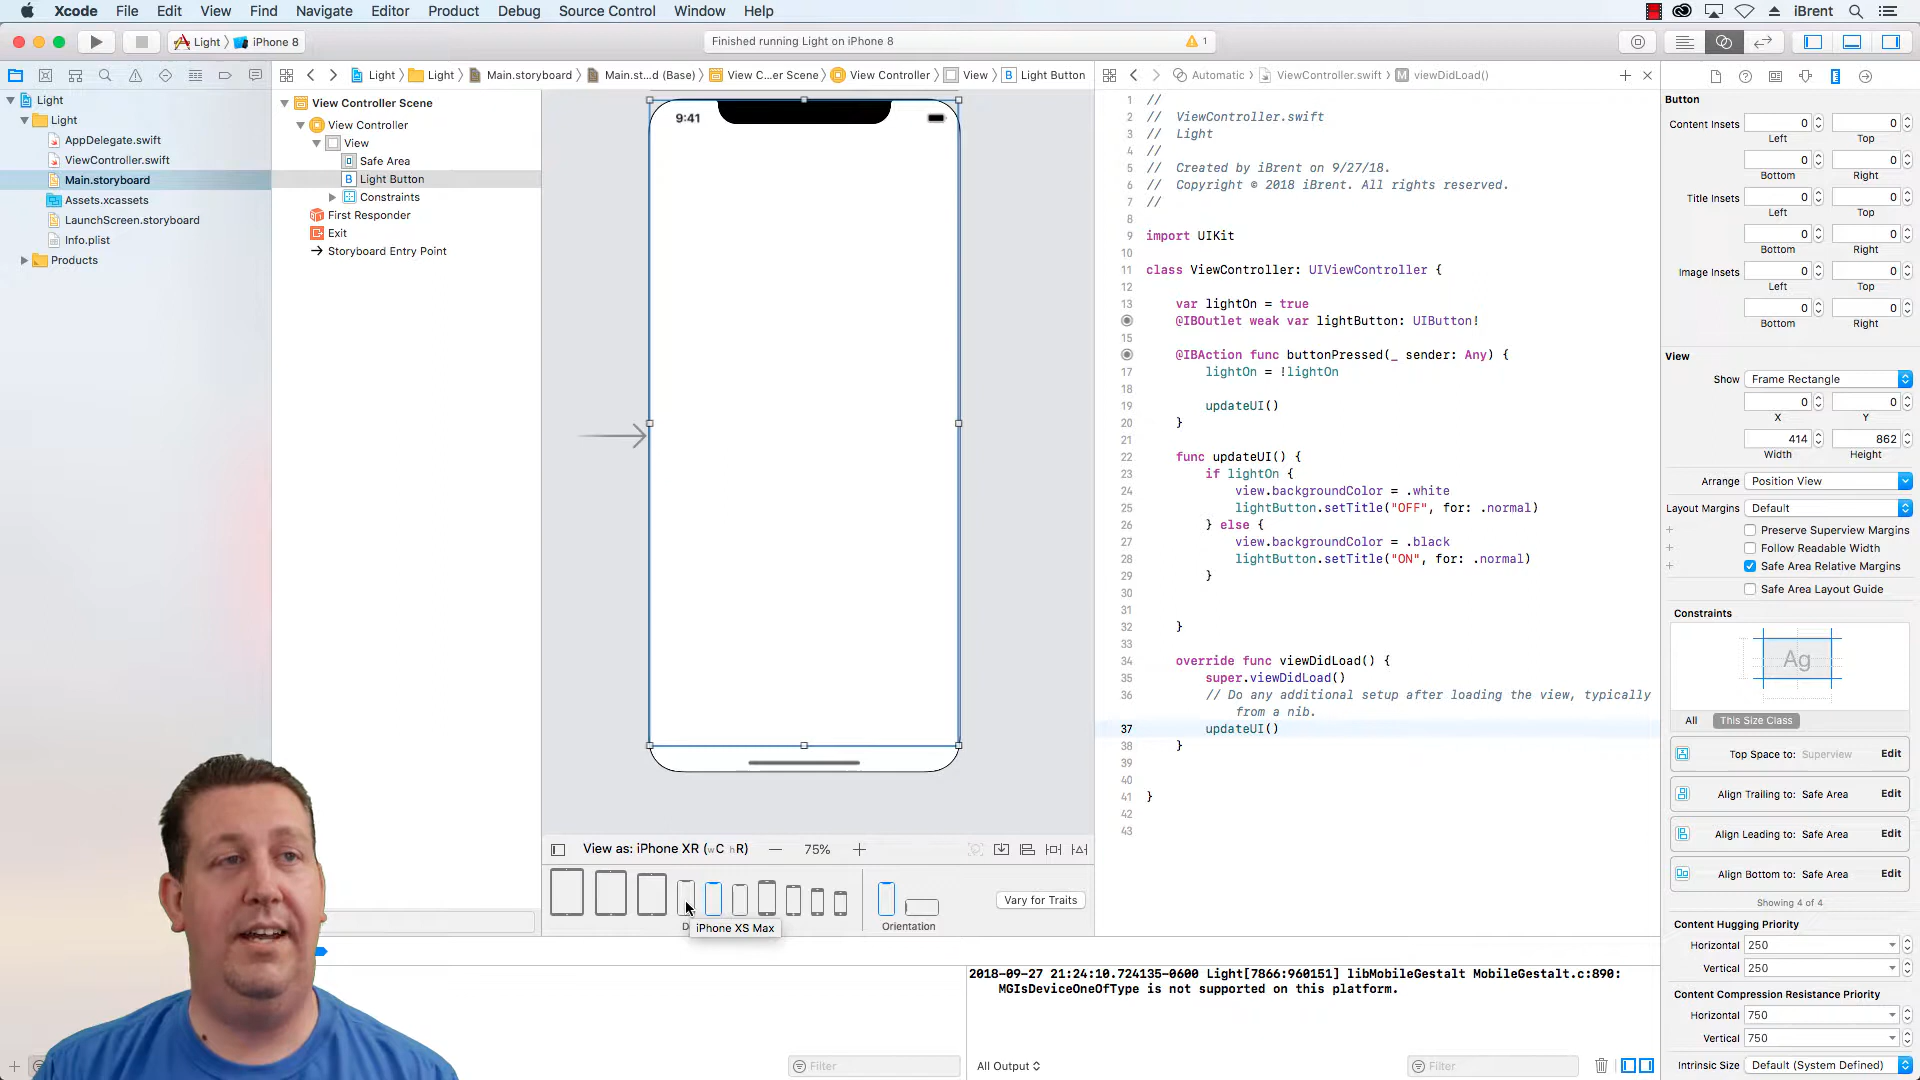 Xcode File Edit View Find Navigate Editor Product Debug Source Control Window Help iBrent
Light iPhone 8 Finished running Light on iPhone 8 1
Light Light Main.storyboard Main.st...d (Base) View C...er Scene View Controller View Light Button
Automatic ViewController.swift viewDidLoad()
Light
Light
AppDelegate.swift
ViewController.swift
Main.storyboard
Assets.xcassets
LaunchScreen.storyboard
Info.plist
Products
View Controller Scene
View Controller
View
Safe Area
Light Button
Constraints
First Responder
Exit
Storyboard Entry Point
9:41
View as: iPhone XR (wC hR) 75%
iPhone XS Max
Orientation
Vary for Traits
1 //
2 // ViewController.swift
3 // Light
4 //
5 // Created by iBrent on 9/27/18.
6 // Copyright © 2018 iBrent. All rights reserved.
7 //
8
9 import UIKit
10
11 class ViewController: UIViewController {
12
13 var lightOn = true
@IBOutlet weak var lightButton: UIButton!
15
@IBAction func buttonPressed(_ sender: Any) {
17 lightOn = !lightOn
18
19 updateUI()
20 }
21
22 func updateUI() {
23 if lightOn {
24 view.backgroundColor = .white
25 lightButton.setTitle("OFF", for: .normal)
26 } else {
27 view.backgroundColor = .black
28 lightButton.setTitle("ON", for: .normal)
29 }
30
31
32 }
33
34 override func viewDidLoad() {
35 super.viewDidLoad()
36 // Do any additional setup after loading the view, typically
from a nib.
37 updateUI()
38 }
39
40
41 }
42
43
2018-09-27 21:24:10.724135-0600 Light[7866:960151] libMobileGestalt MobileGestalt.c:890:
MGIsDeviceOneOfType is not supported on this platform.
Filter
All Output
Filter
Button
Content Insets 0 0
Left Top
0 0
Bottom Right
Title Insets 0 0
Left Top
0 0
Bottom Right
Image Insets 0 0
Left Top
0 0
Bottom Right
View
Show Frame Rectangle
0 0
X Y
414 862
Width Height
Arrange Position View
Layout Margins Default
Preserve Superview Margins
Follow Readable Width
Safe Area Relative Margins
Safe Area Layout Guide
Constraints
Ag
All This Size Class
Top Space to: Superview Edit
Align Trailing to: Safe Area Edit
Align Leading to: Safe Area Edit
Align Bottom to: Safe Area Edit
Showing 4 of 4
Content Hugging Priority
Horizontal 250
Vertical 250
Content Compression Resistance Priority
Horizontal 750
Vertical 750
Intrinsic Size Default (System Defined)